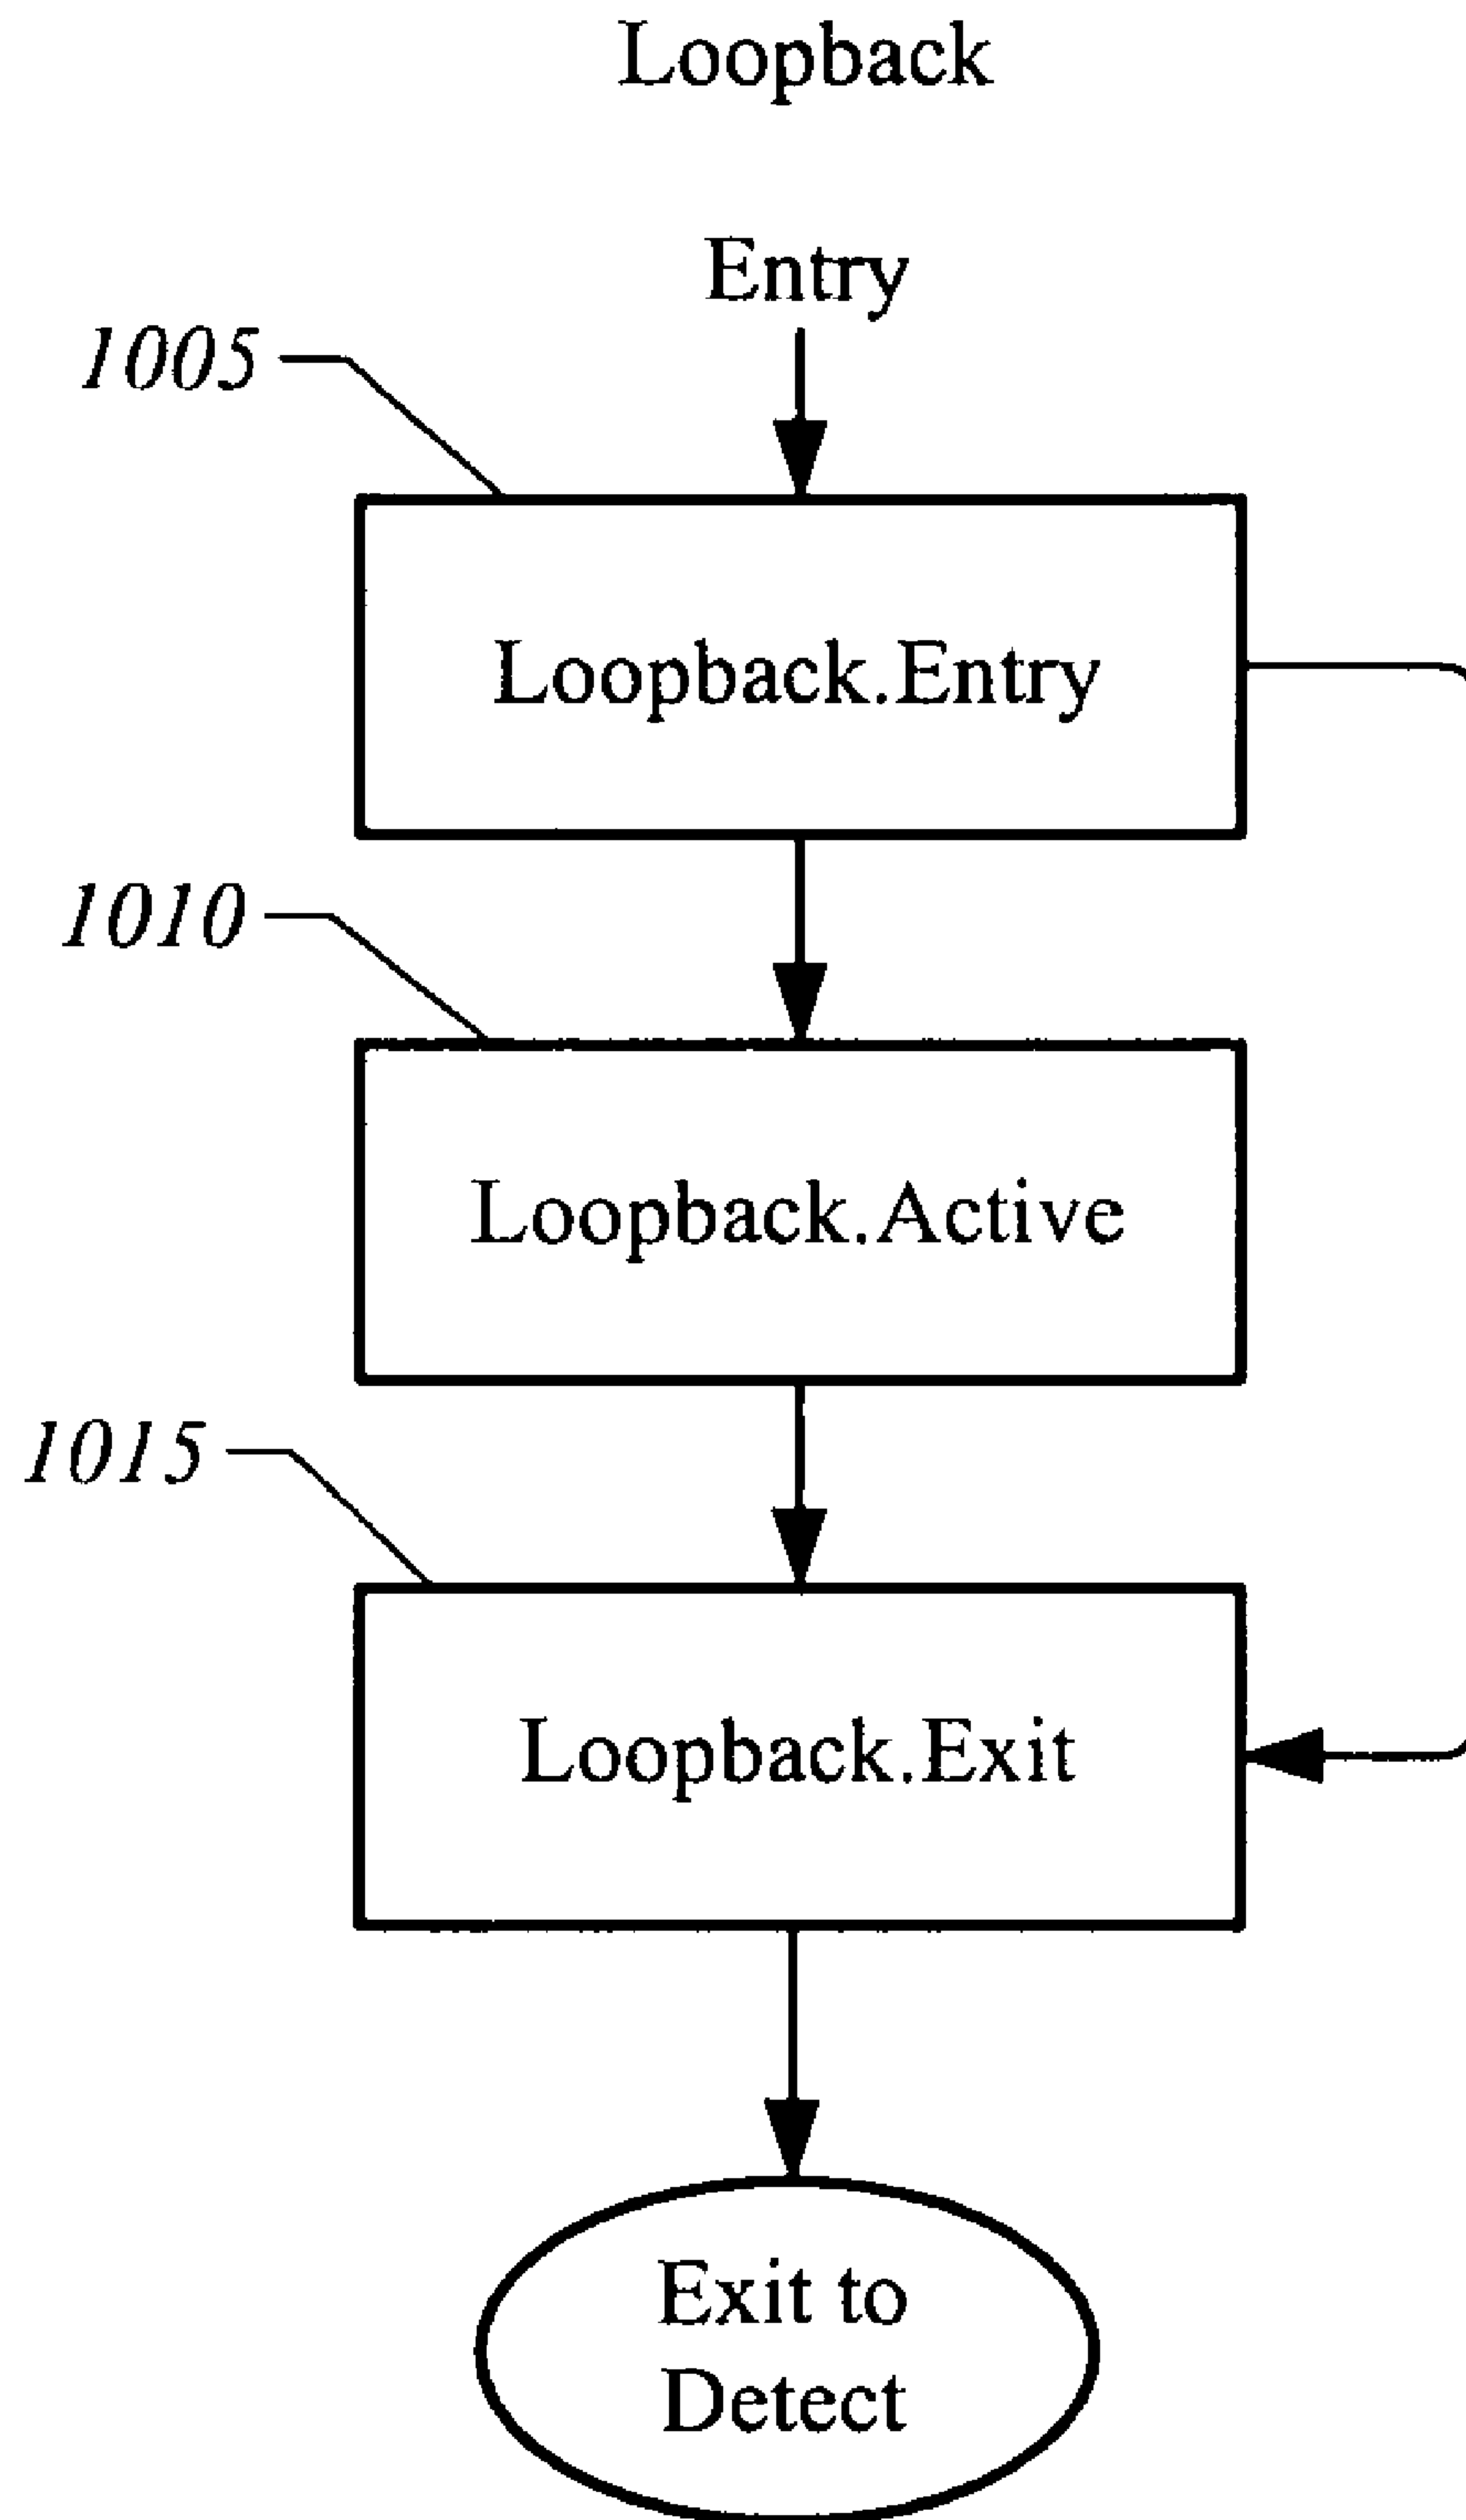 Loopback
Entry
1005
Loopback.Entry
1010
Loopback.Active
1015
Loopback.Exit
Exit to
Detect